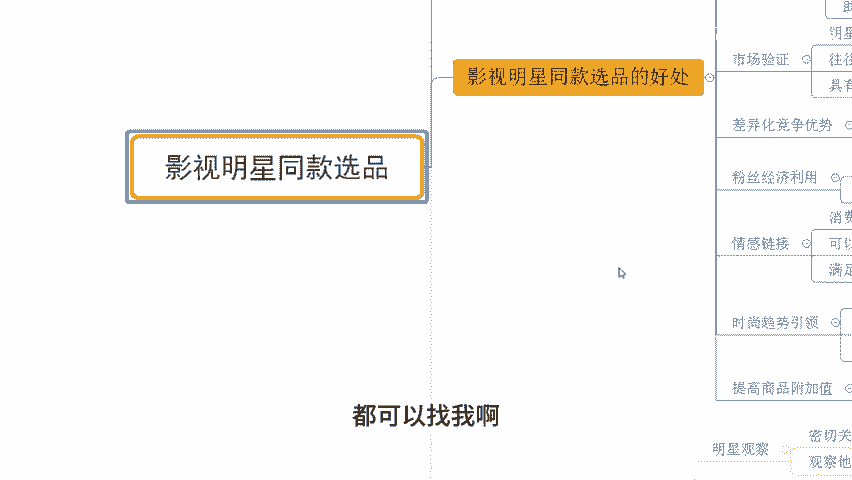 影视明星同款选品
影视明星同款选品的好处
明星
市场验证
往往
具有
差异化竞争优势
粉丝经济利用
消费
情感链接
可以
满足
时尚趋势引领
提高商品附加值
密切关
明星观察
观察他
都可以找我啊